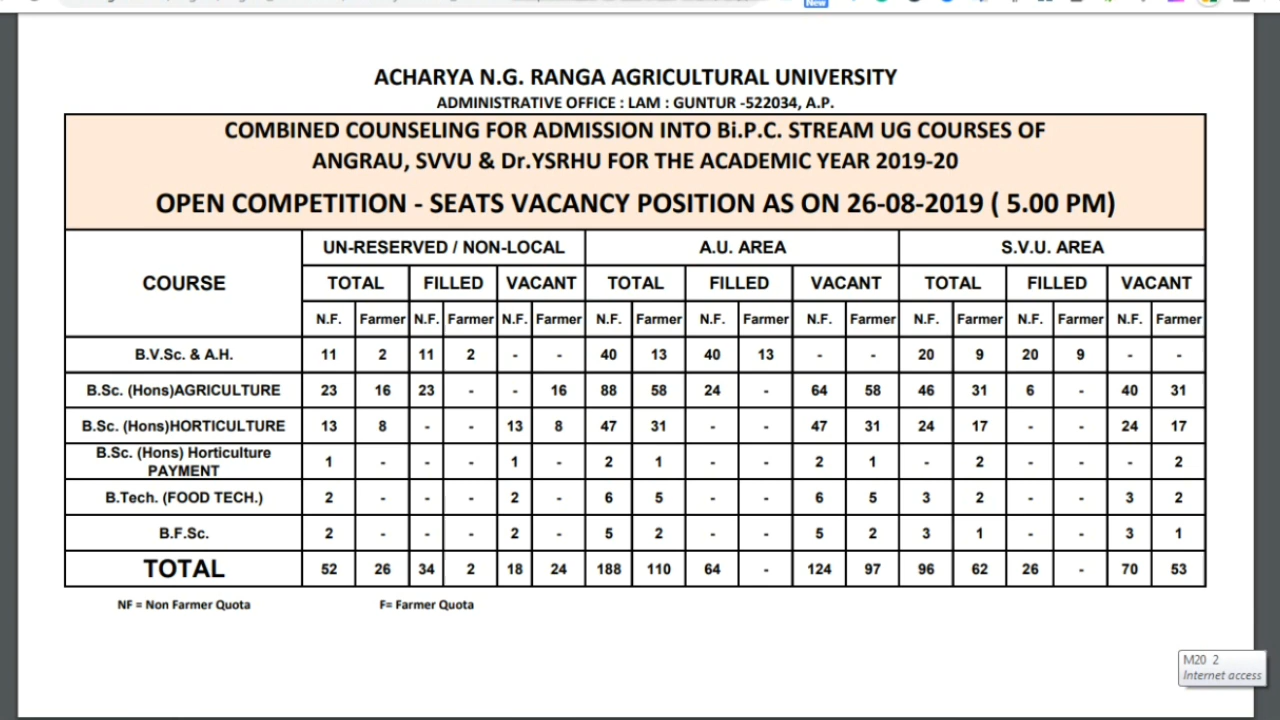 New
ACHARYA N.G. RANGA AGRICULTURAL UNIVERSITY
ADMINISTRATIVE OFFICE : LAM : GUNTUR -522034, A.P.
COMBINED COUNSELING FOR ADMISSION INTO Bi.P.C. STREAM UG COURSES OF
ANGRAU, SVVU & Dr.YSRHU FOR THE ACADEMIC YEAR 2019-20
OPEN COMPETITION - SEATS VACANCY POSITION AS ON 26-08-2019 ( 5.00 PM)
COURSE UN-RESERVED / NON-LOCAL A.U. AREA S.V.U. AREA
TOTAL FILLED VACANT TOTAL FILLED VACANT TOTAL FILLED VACANT
N.F. Farmer N.F. Farmer N.F. Farmer N.F. Farmer N.F. Farmer N.F. Farmer N.F. Farmer N.F. Farmer N.F. Farmer
B.V.Sc. & A.H. 11 2 11 2 - - 40 13 40 13 - - 20 9 20 9 - -
B.Sc. (Hons)AGRICULTURE 23 16 23 - - 16 88 58 24 - 64 58 46 31 6 - 40 31
B.Sc. (Hons)HORTICULTURE 13 8 - - 13 8 47 31 - - 47 31 24 17 - - 24 17
B.Sc. (Hons) Horticulture
PAYMENT 1 - - - 1 - 2 1 - - 2 1 - 2 - - - 2
B.Tech. (FOOD TECH.) 2 - - - 2 - 6 5 - - 6 5 3 2 - - 3 2
B.F.Sc. 2 - - - 2 - 5 2 - - 5 2 3 1 - - 3 1
TOTAL 52 26 34 2 18 24 188 110 64 - 124 97 96 62 26 - 70 53
NF = Non Farmer Quota F= Farmer Quota
M20 2
Internet access